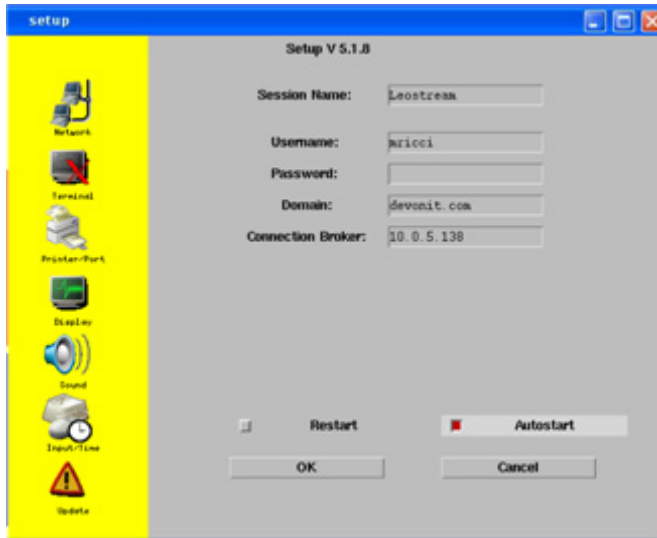 setup
Setup V 5.1.8
Session Name: Leostream
Username: mricci
Password:
Domain: devonit.com
Connection Broker: 10.0.5.138
Network
Terminal
Printer/Port
Display
Sound
Input/Time
Update
Restart
Autostart
OK
Cancel